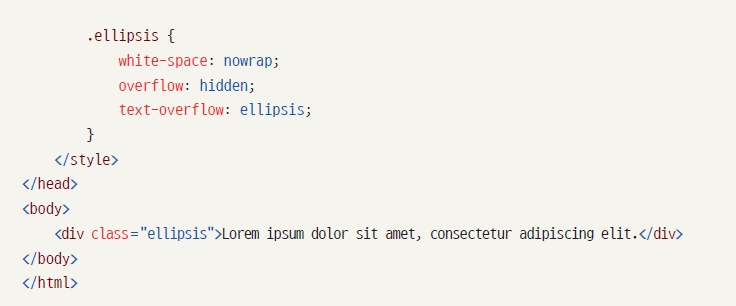 .ellipsis {
white-space: nowrap;
overflow: hidden;
text-overflow: ellipsis;
}
</style>
</head>
<body>
<div class="ellipsis">Lorem ipsum dolor sit amet, consectetur adipiscing elit.</div>
</body>
</html>